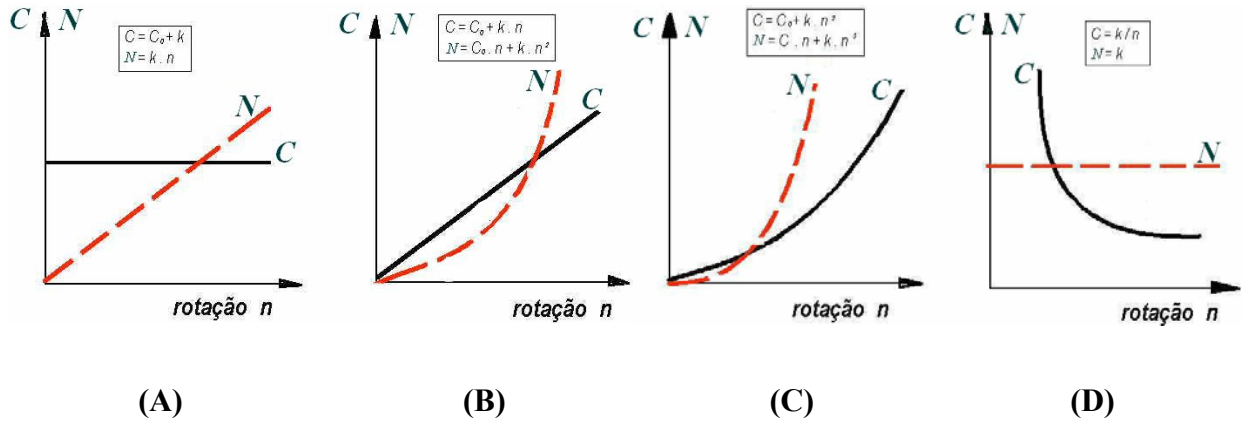 C N
C = C₀ + k
N = k . n
N
C
rotação n
(A)
C N
C = C₀ + k . n
N = C₀ . n + k . n²
N
C
rotação n
(B)
C N
C = C₀ + k . n²
N = C . n + k . n³
N
C
rotação n
(C)
C N
C = k / n
N = k
C
N
rotação n
(D)